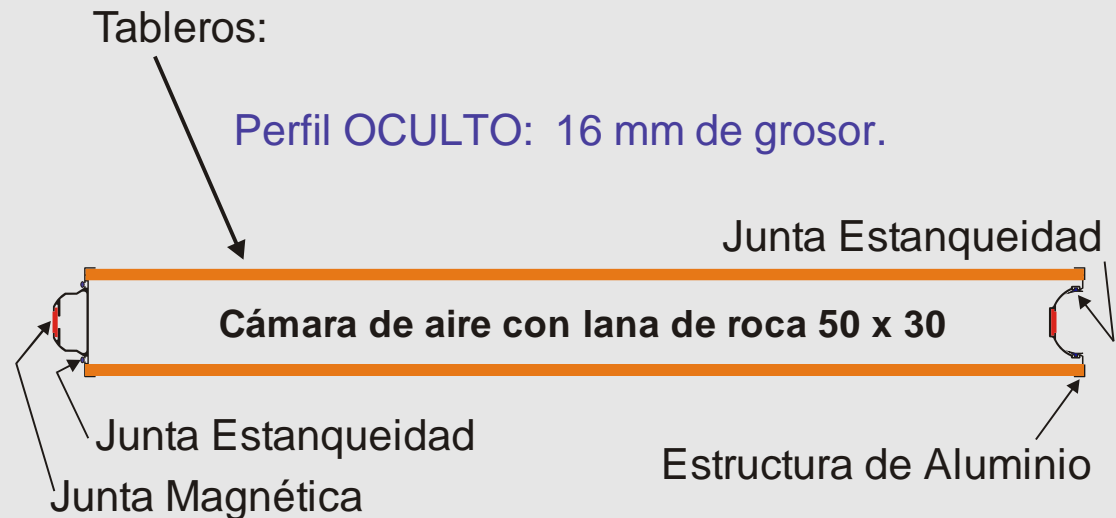 Tableros:
Perfil OCULTO: 16 mm de grosor.
Junta Estanqueidad
Cámara de aire con lana de roca 50 x 30
Junta Estanqueidad
Estructura de Aluminio
Junta Magnética